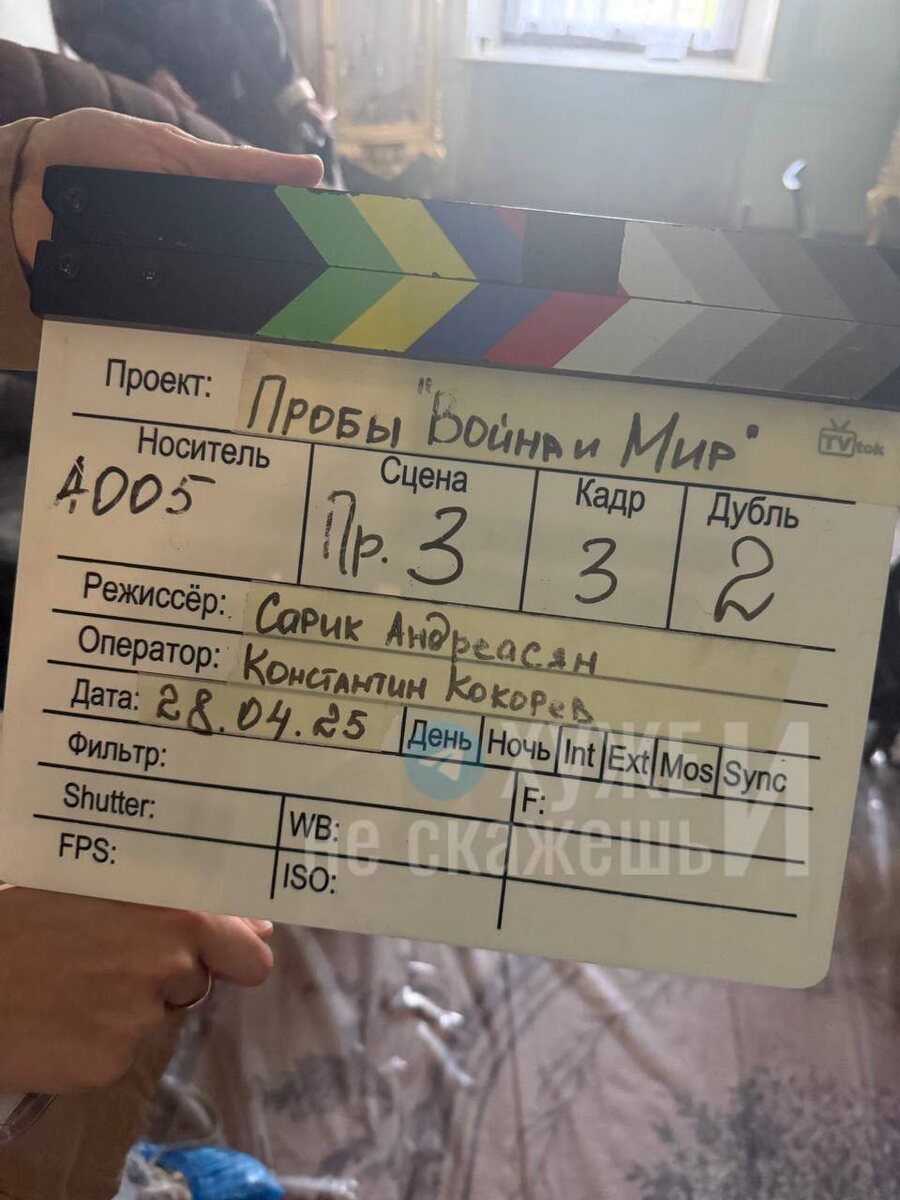 Проект: Пробы "Война и Мир"
TVtok
Носитель Сцена Кадр Дубль
A005 Пр. 3 3 2
Режиссёр: Сарик Андреасян
Оператор: Константин Кокорев
Дата: 28.04.25 День Ночь Int Ext Mos Sync
Фильтр:
Shutter: WB: F:
FPS: ISO:
ХУЖЕ И
не скажешь